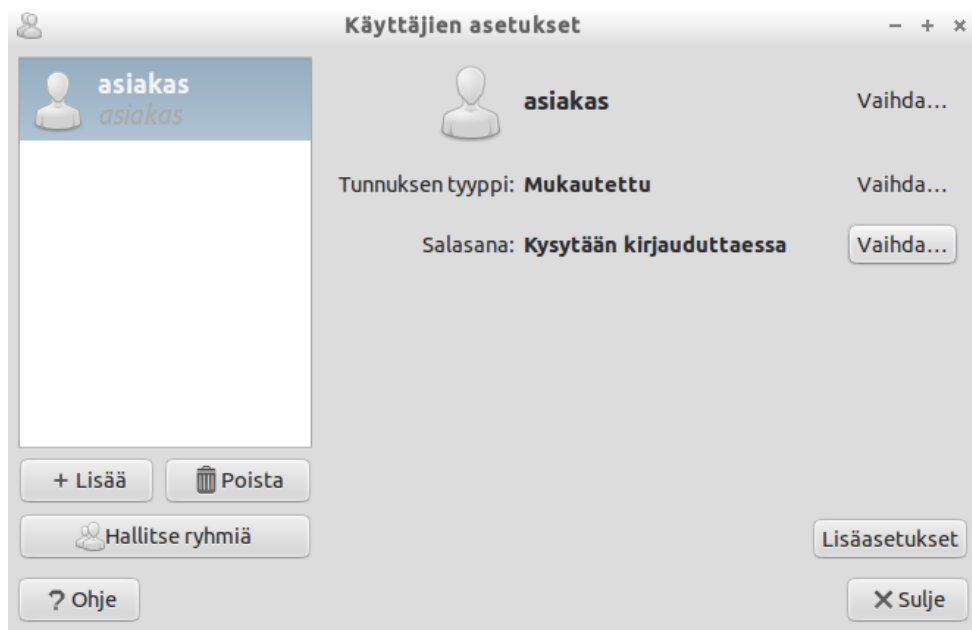 Käyttäjien asetukset
asiakas
asiakas
asiakas Vaihda...
Tunnuksen tyyppi: Mukautettu Vaihda...
Salasana: Kysytään kirjauduttaessa Vaihda...
+ Lisää Poista
Hallitse ryhmiä
Lisäasetukset
? Ohje
Sulje